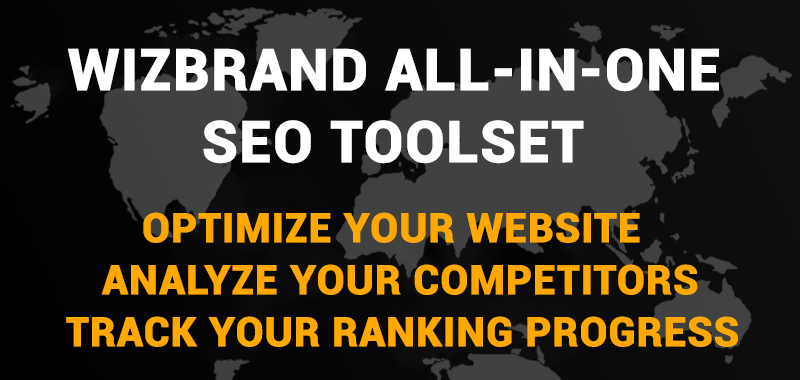 WIZBRAND ALL-IN-ONE
SEO TOOLSET
OPTIMIZE YOUR WEBSITE
ANALYZE YOUR COMPETITORS
TRACK YOUR RANKING PROGRESS